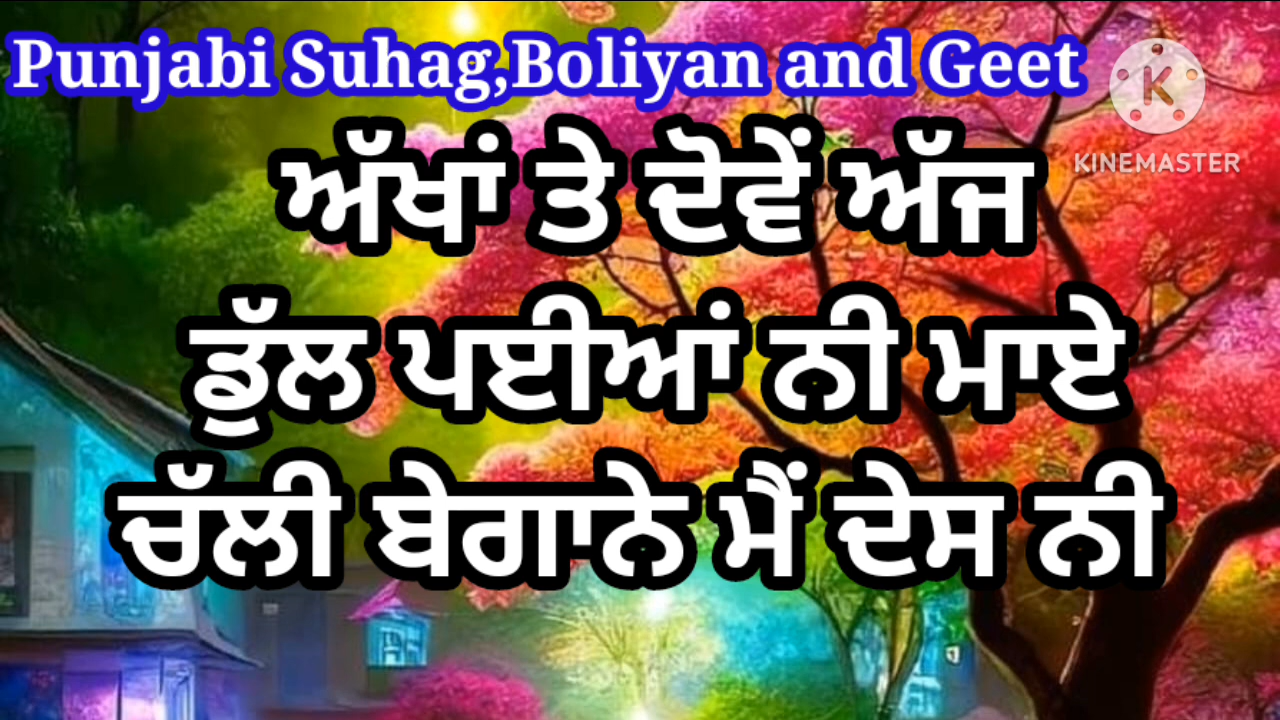 Punjabi Suhag,Boliyan and Geet
K
KINEMASTER
ਅੱਖਾਂ ਤੇ ਦੋਵੇਂ ਅੱਜ
ਡੁੱਲ ਪਈਆਂ ਨੀ ਮਾਏ
ਚੱਲੀ ਬੇਗਾਨੇ ਮੈਂ ਦੇਸ ਨੀ